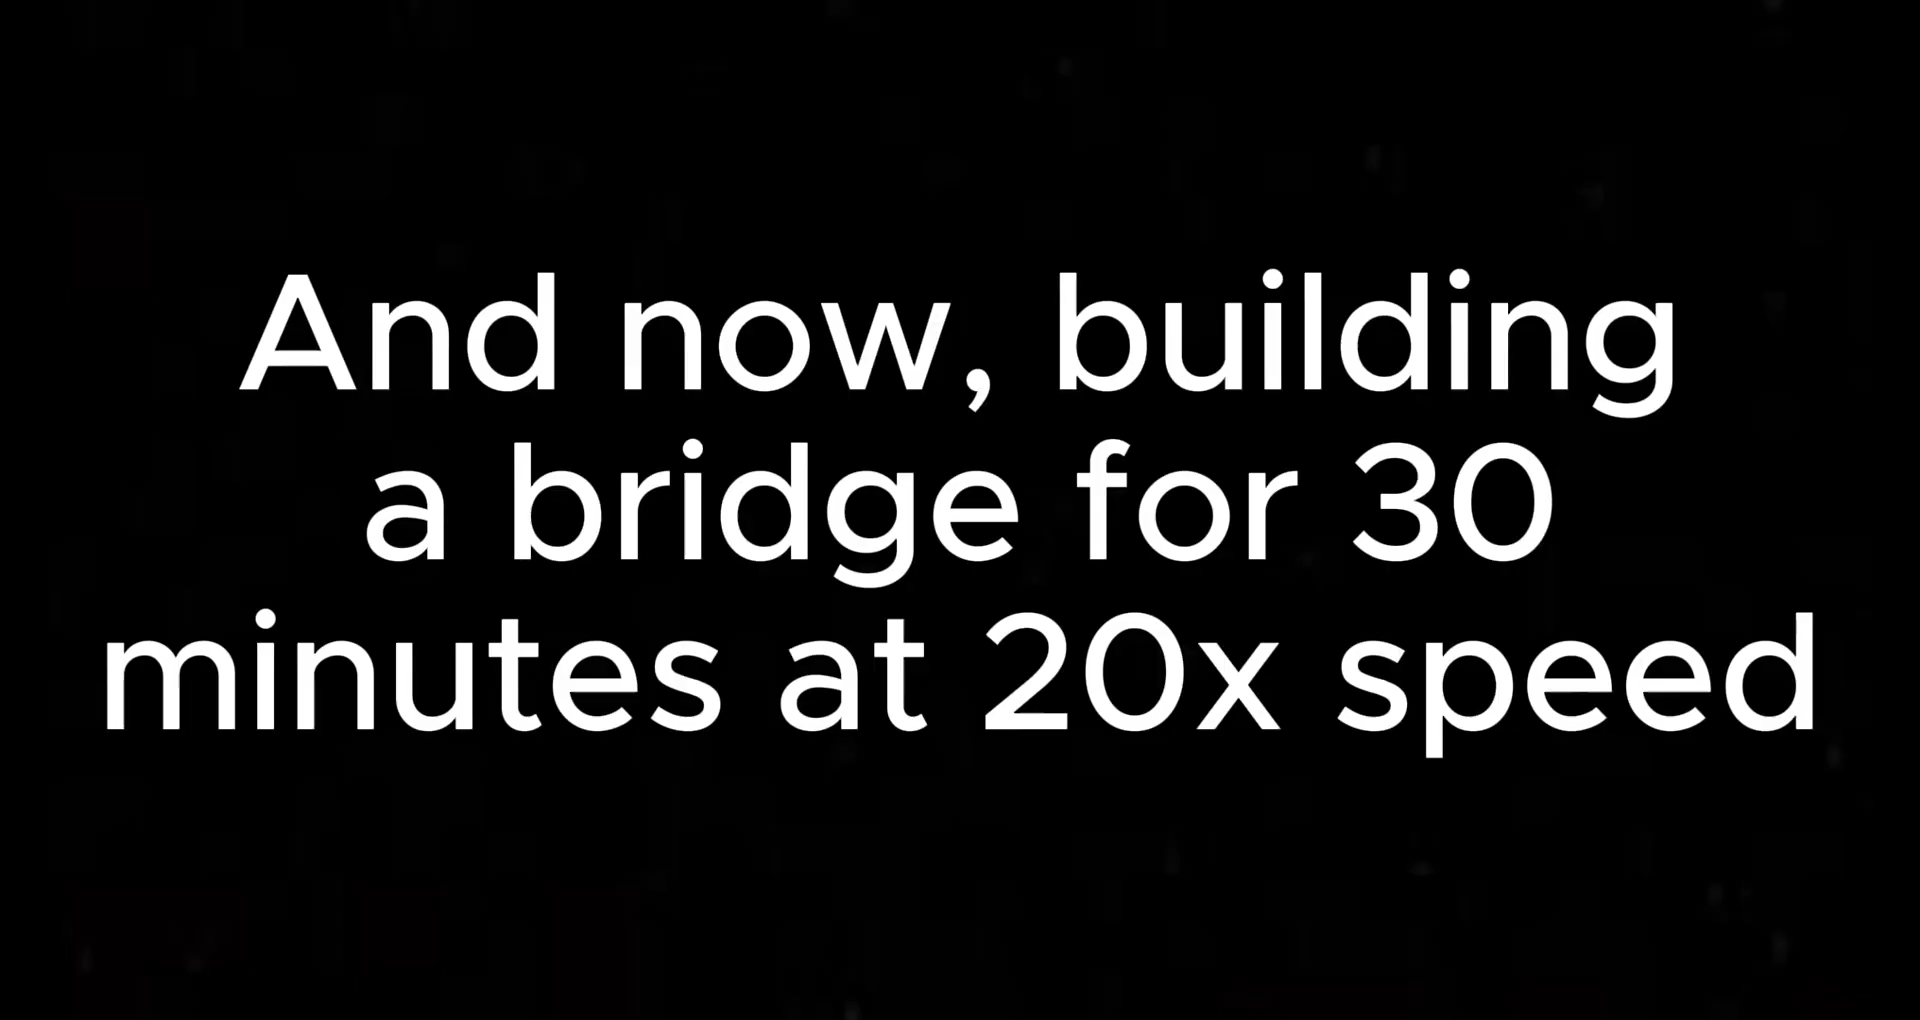 And now, building
a bridge for 30
minutes at 20x speed